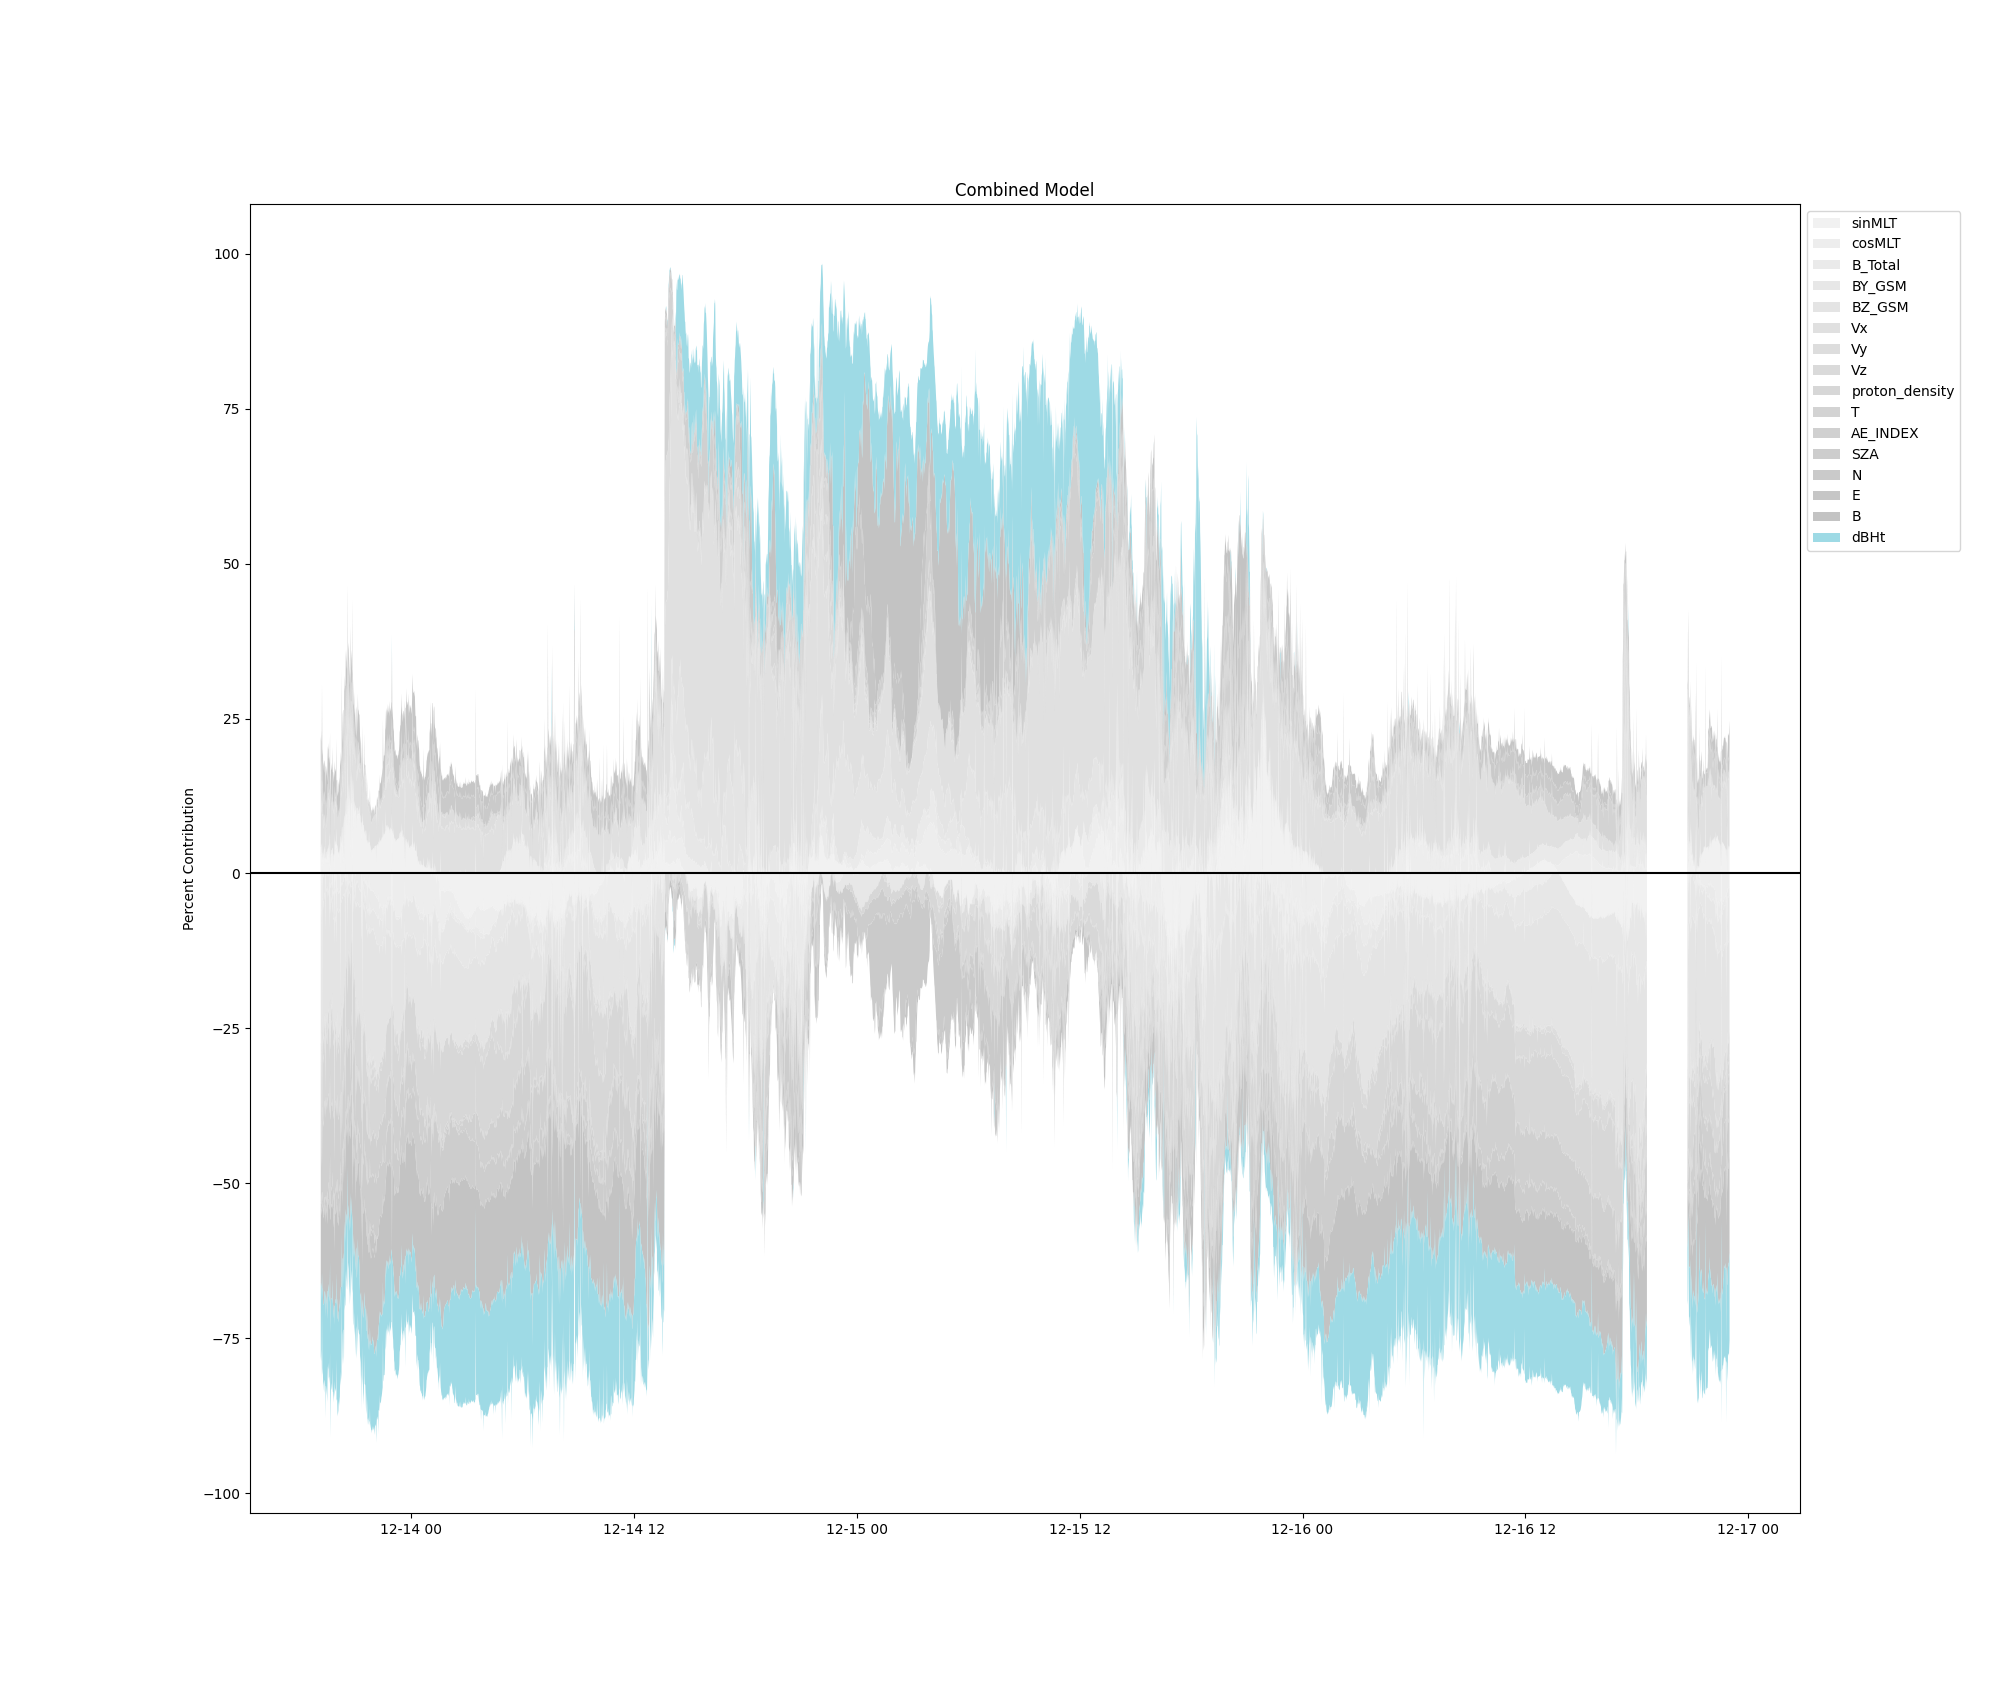 Combined Model
Percent Contribution
100
75
50
25
0
−25
−50
−75
−100
12-14 00
12-14 12
12-15 00
12-15 12
12-16 00
12-16 12
12-17 00
sinMLT
cosMLT
B_Total
BY_GSM
BZ_GSM
Vx
Vy
Vz
proton_density
T
AE_INDEX
SZA
N
E
B
dBHt